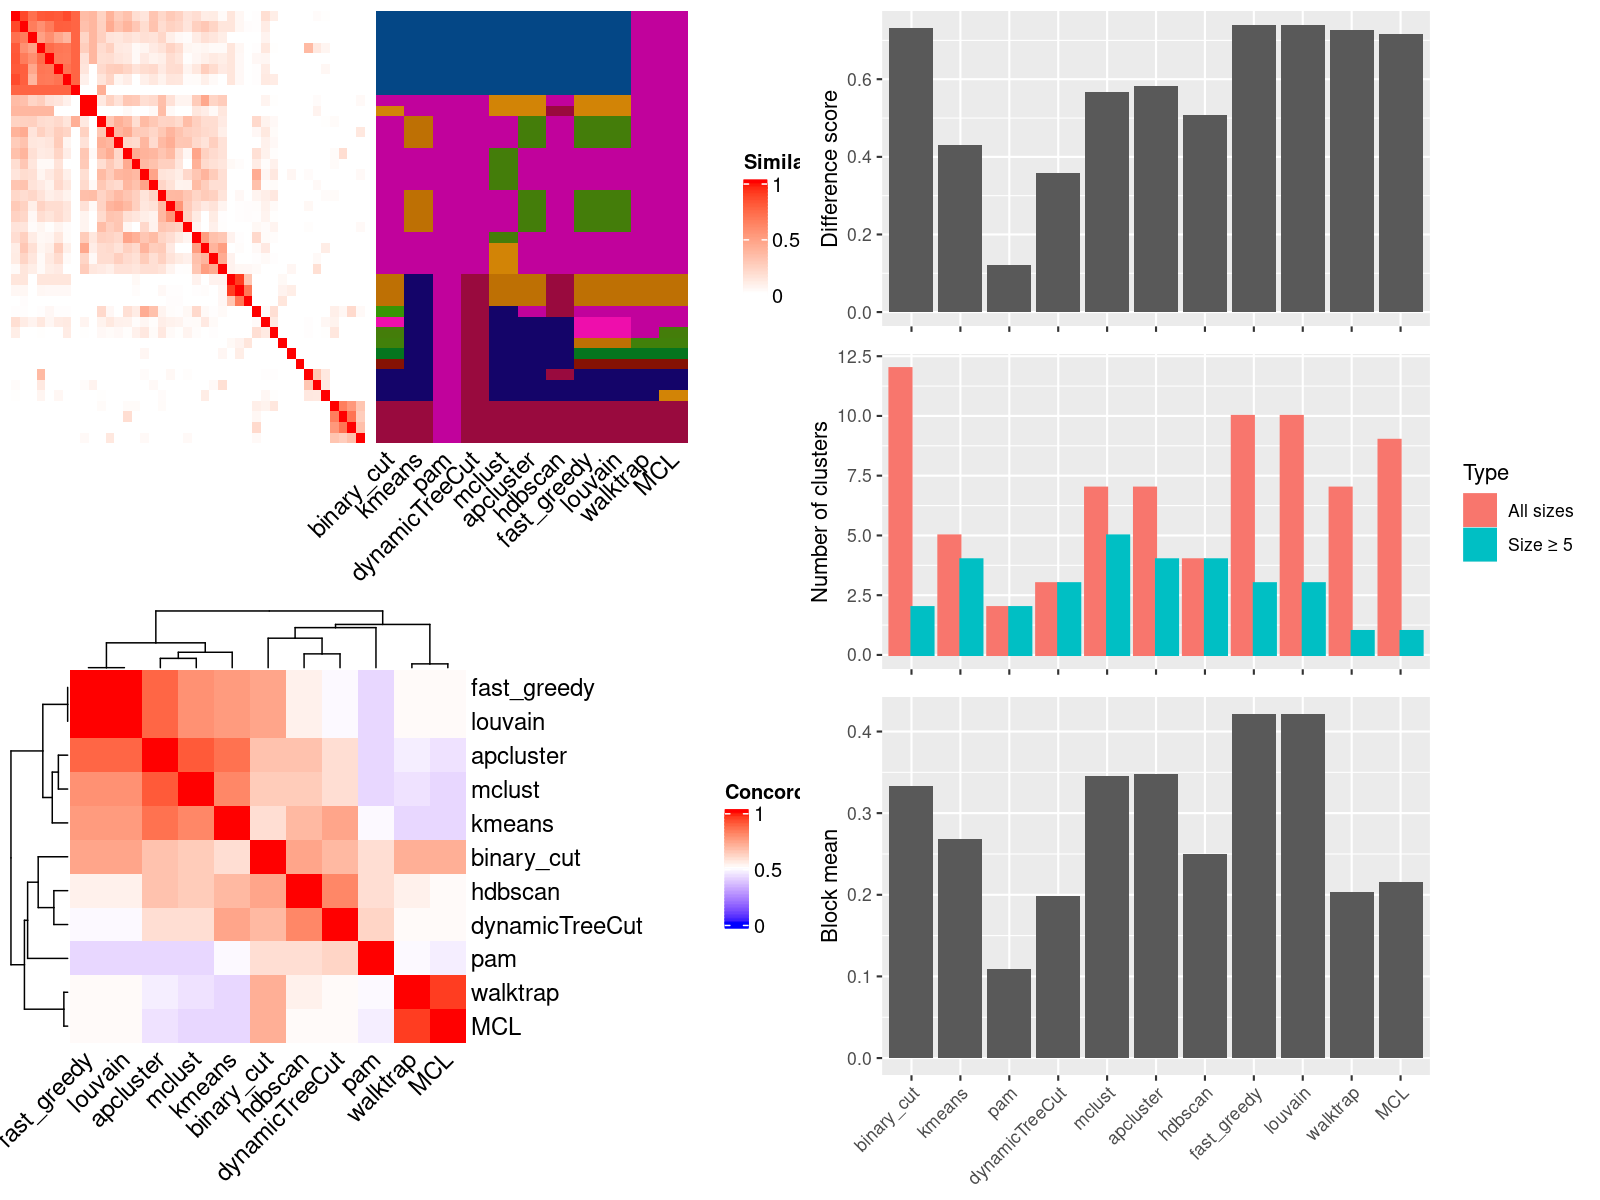 Simila
1
0.5
0
binary_cut
kmeans
pam
dynamicTreeCut
mclust
apcluster
hdbscan
fast_greedy
louvain
walktrap
MCL
fast_greedy
louvain
apcluster
mclust
kmeans
binary_cut
hdbscan
dynamicTreeCut
pam
walktrap
MCL
Concord
1
0.5
0
fast_greedy
louvain
apcluster
mclust
kmeans
binary_cut
hdbscan
dynamicTreeCut
pam
walktrap
MCL
Difference score
0.6
0.4
0.2
0.0
Number of clusters
12.5
10.0
7.5
5.0
2.5
0.0
Type
All sizes
Size ≥ 5
Block mean
0.4
0.3
0.2
0.1
0.0
binary_cut
kmeans
pam
dynamicTreeCut
mclust
apcluster
hdbscan
fast_greedy
louvain
walktrap
MCL